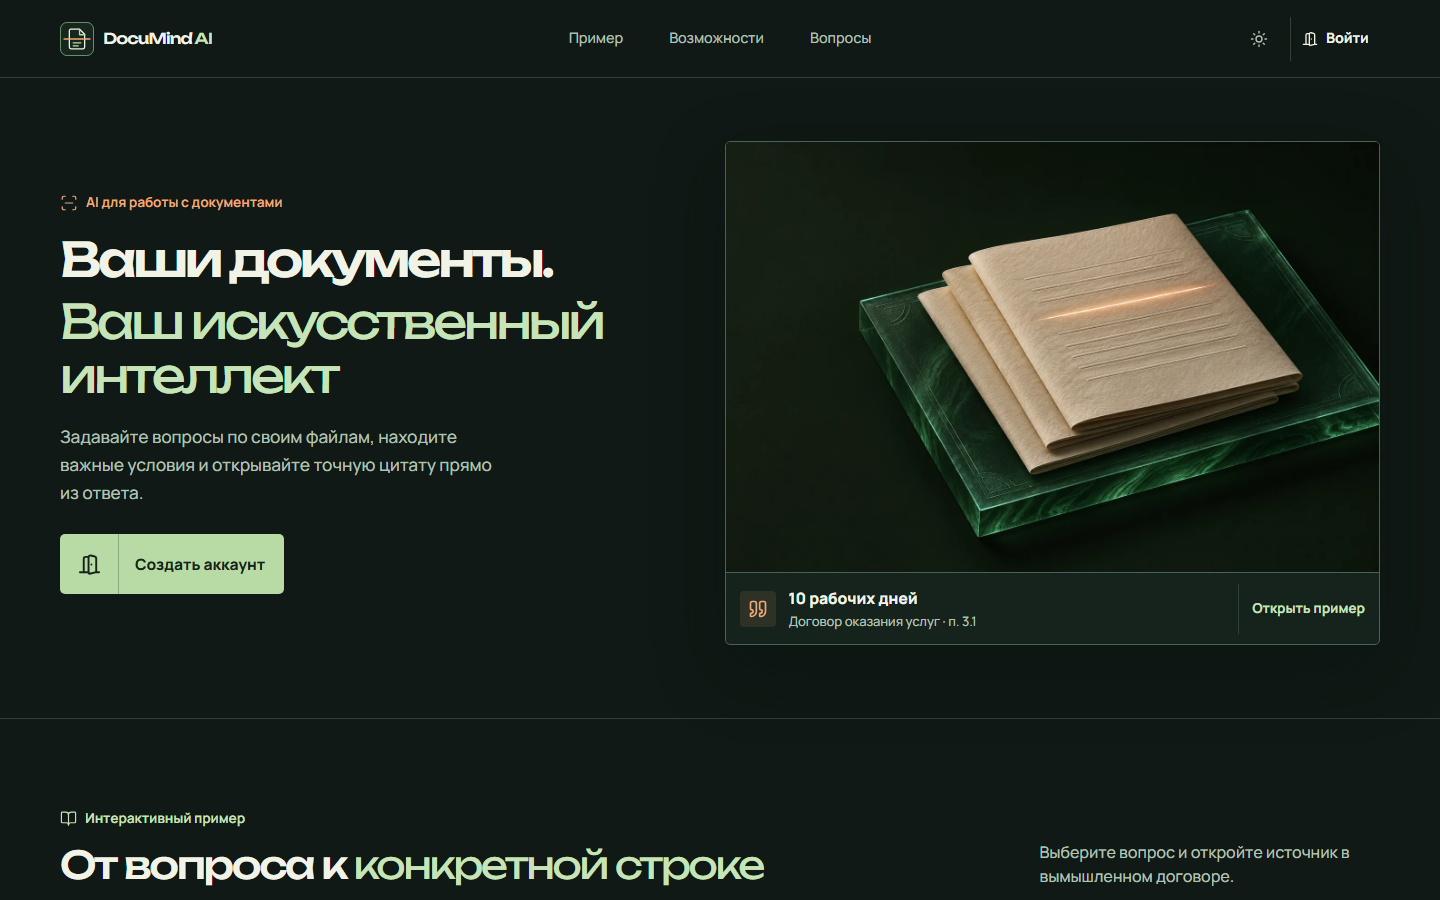 DocuMind AI
Пример
Возможности
Вопросы
Войти
AI для работы с документами
Ваши документы.
Ваш искусственный
интеллект
Задавайте вопросы по своим файлам, находите
важные условия и открывайте точную цитату прямо
из ответа.
Создать аккаунт
10 рабочих дней
Договор оказания услуг · п. 3.1
Открыть пример
Интерактивный пример
От вопроса к конкретной строке
Выберите вопрос и откройте источник в
вымышленном договоре.